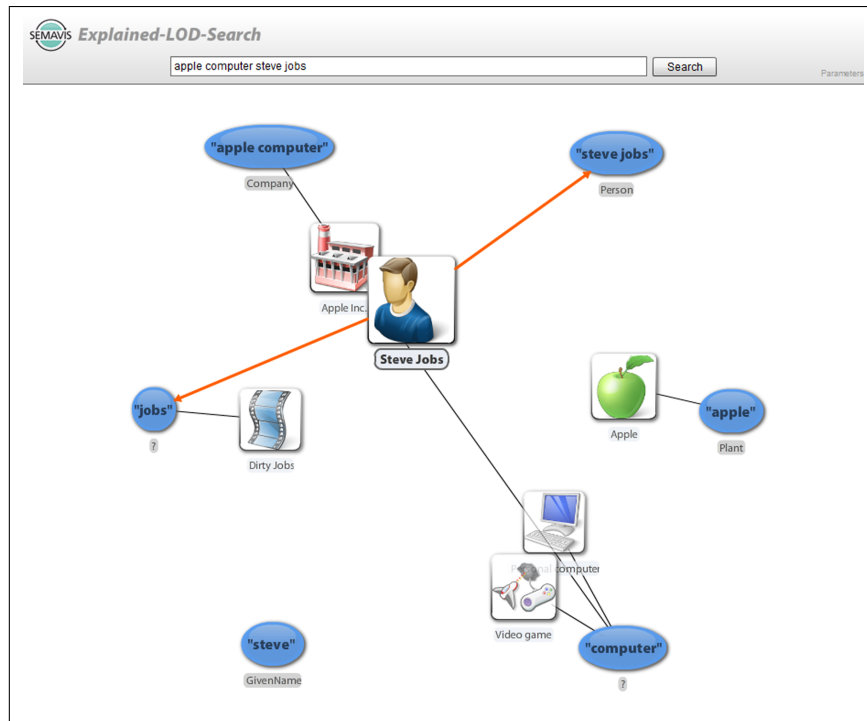 SEMAVIS Explained-LOD-Search
apple computer steve jobs
Search
Parameters
"apple computer"
Company
"steve jobs"
Person
Apple Inc.
Steve Jobs
"jobs"
?
Dirty Jobs
Apple
"apple"
Plant
Personal computer
Video game
"steve"
GivenName
"computer"
?